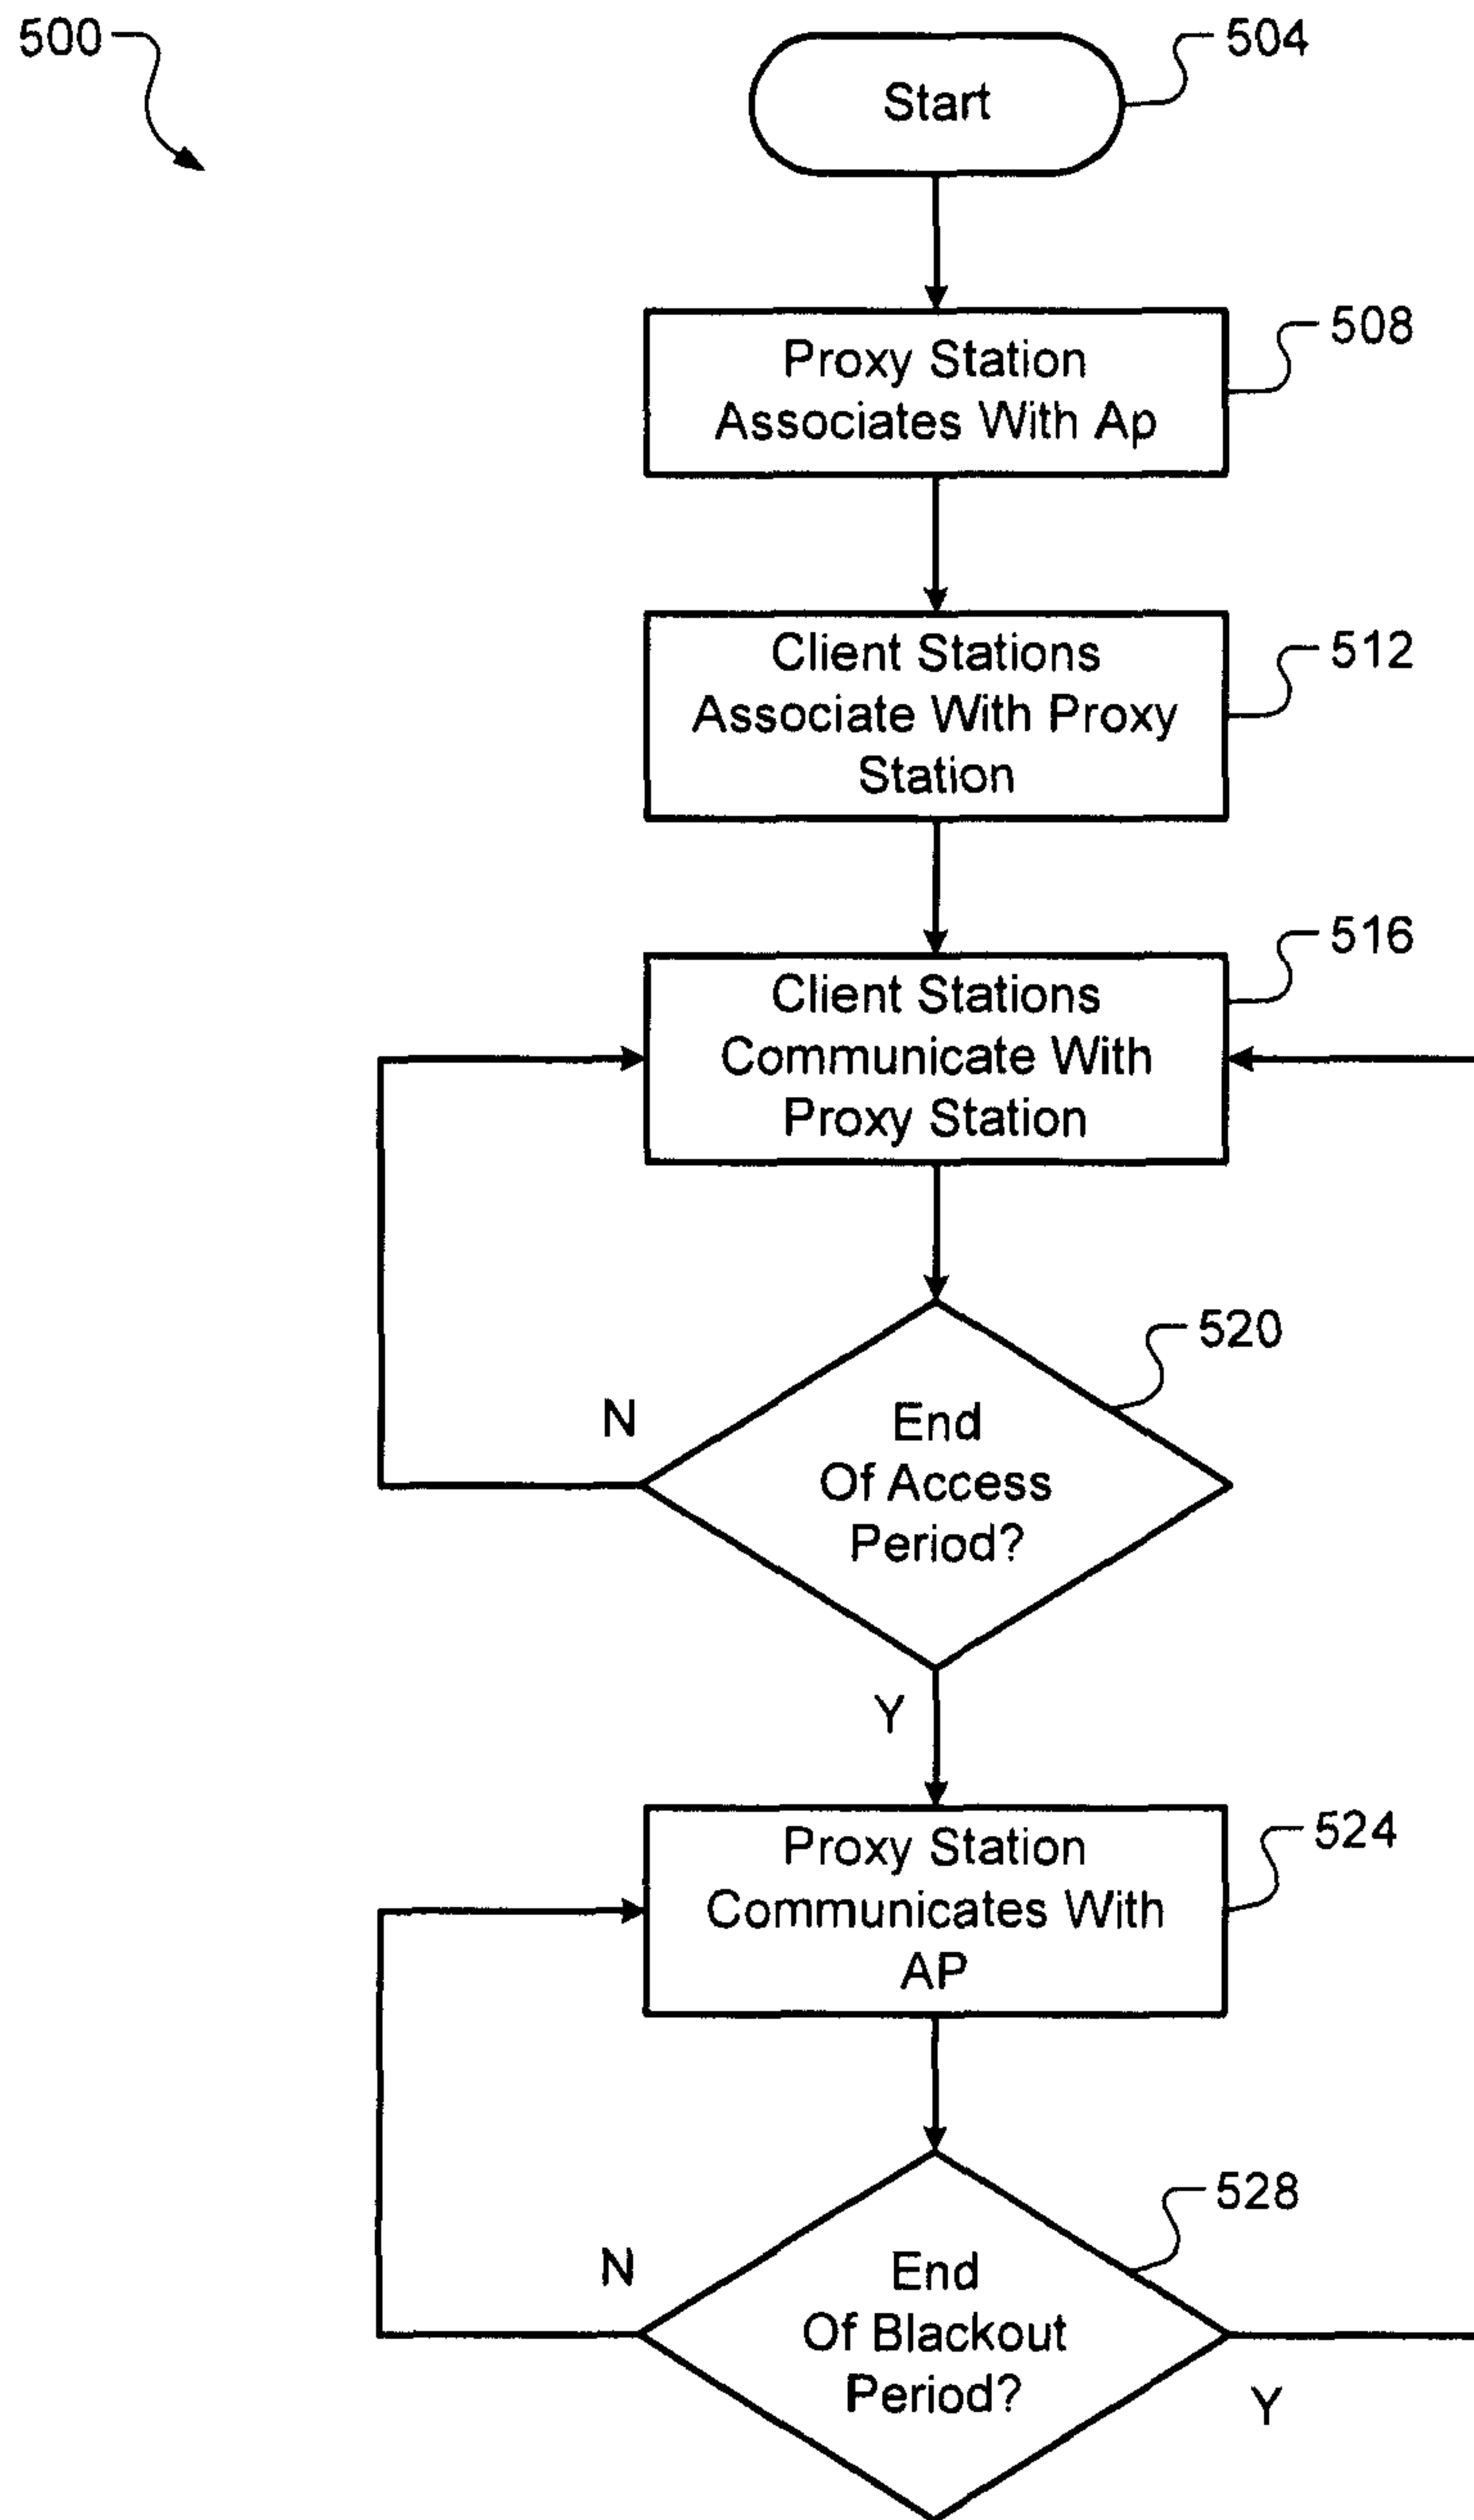 500
504
Start
508
Proxy Station
Associates With Ap
512
Client Stations
Associate With Proxy
Station
516
Client Stations
Communicate With
Proxy Station
520
N
End
Of Access
Period?
Y
524
Proxy Station
Communicates With
AP
528
N
End
Of Blackout
Period?
Y